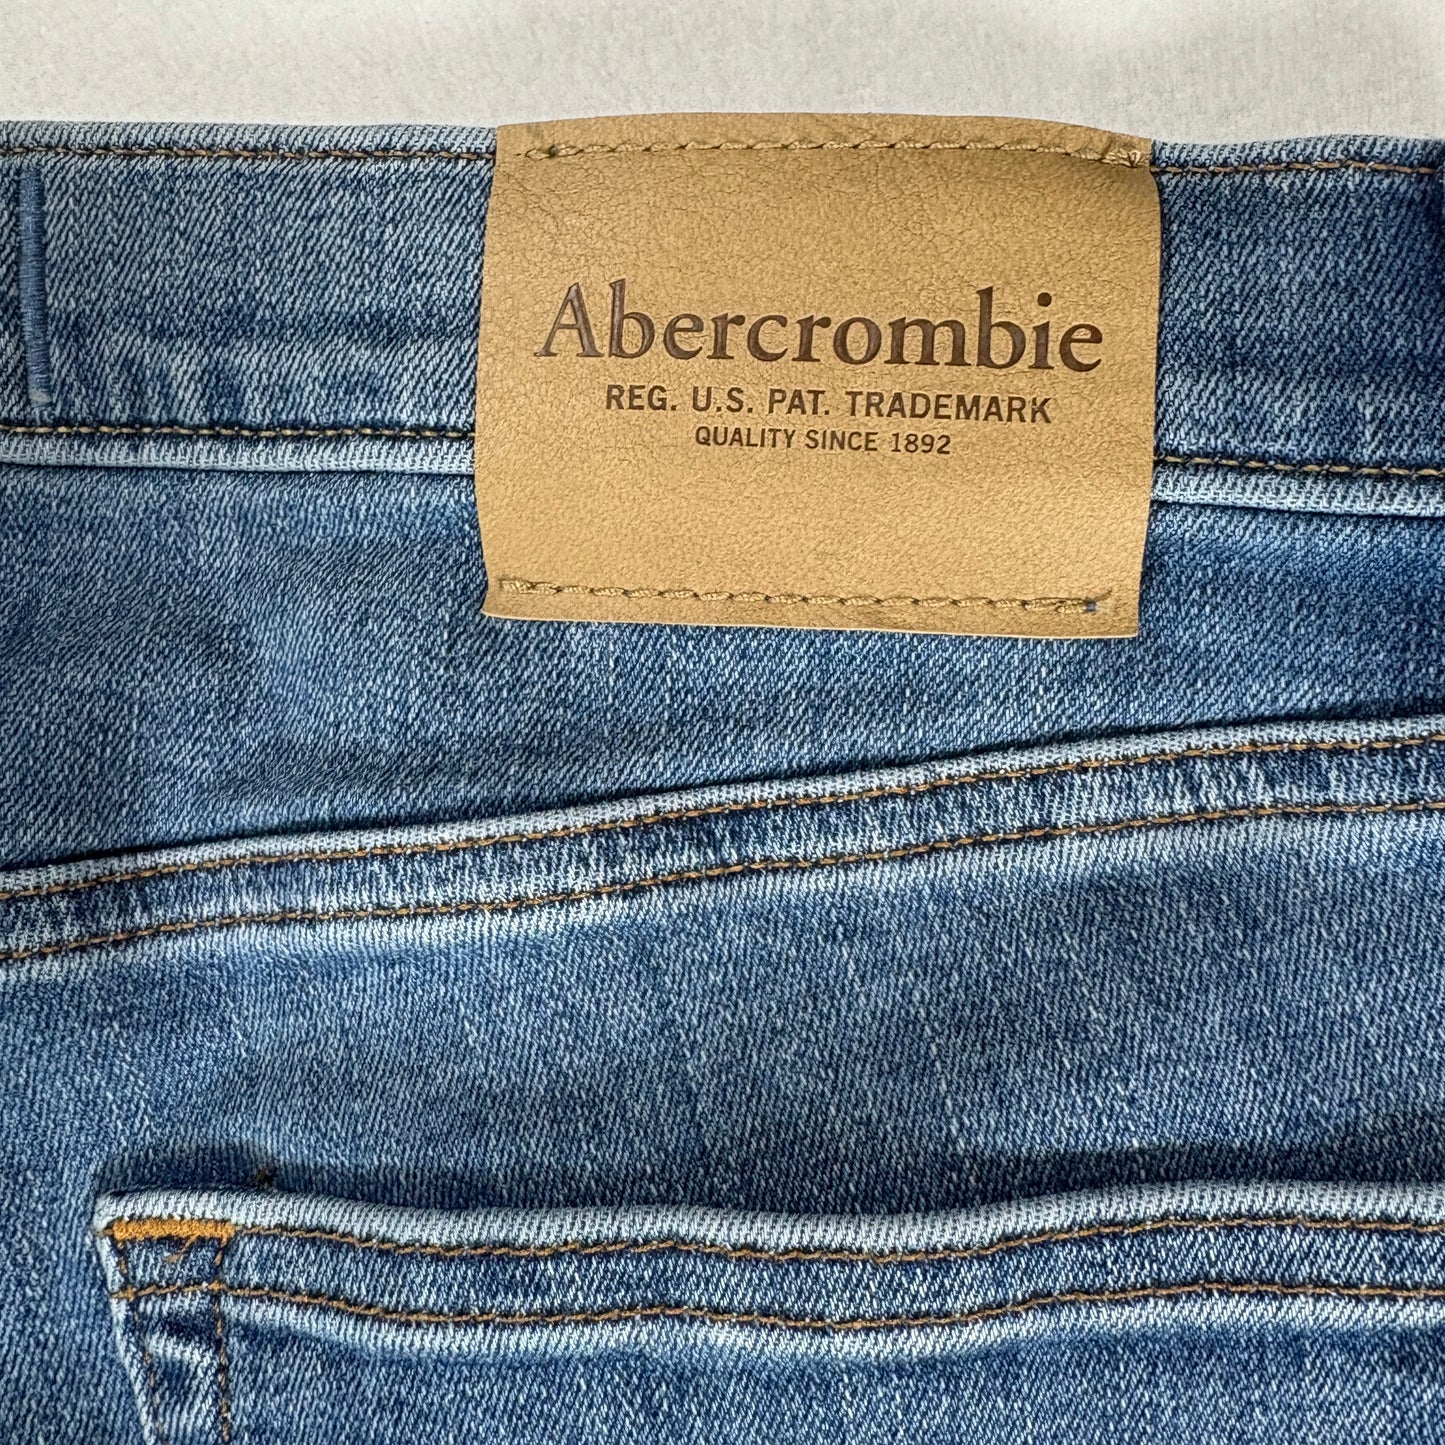 Abercrombie
REG. U.S. PAT. TRADEMARK
QUALITY SINCE 1892